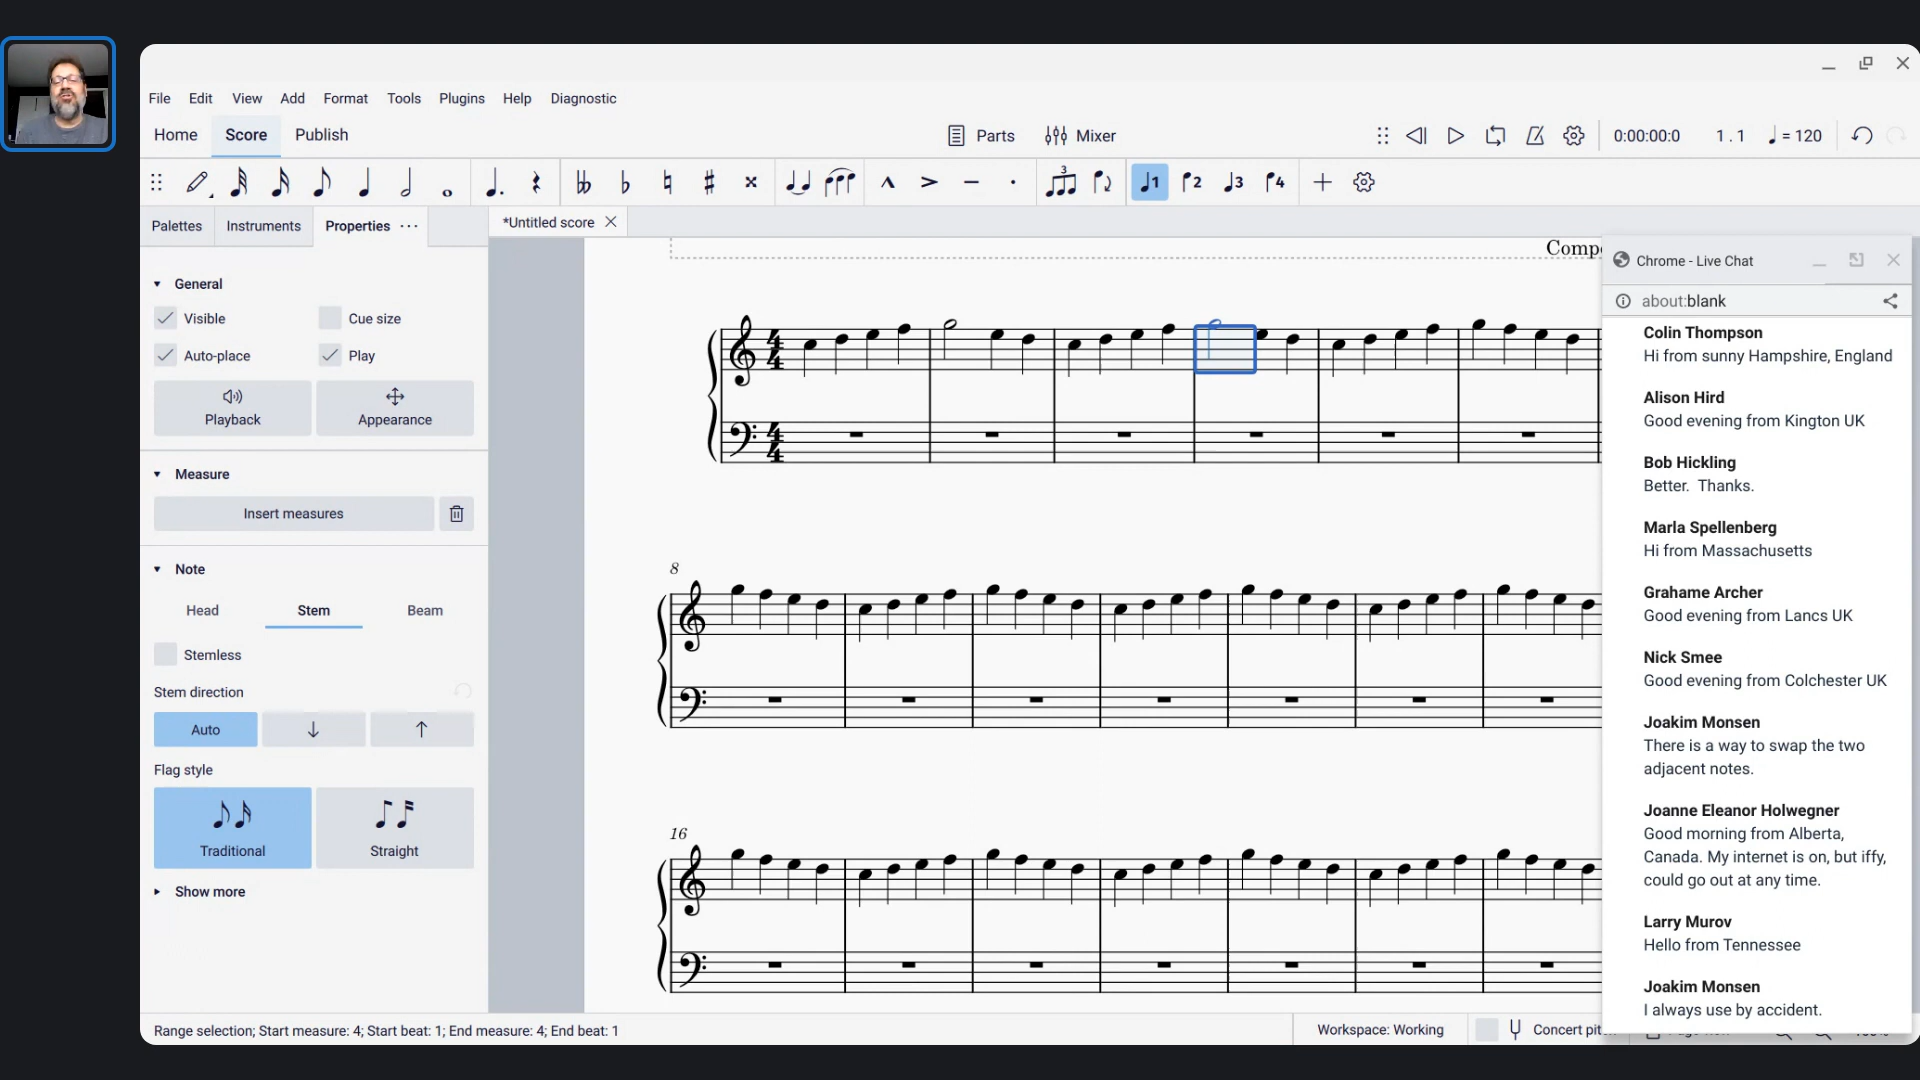 File Edit View Add Format Tools Plugins Help Diagnostic
Home Score Publish Parts Mixer 0:00:00:0 1 . 1 = 120
3 1 2 3 4
Palettes Instruments Properties ··· *Untitled score
General
Visible Cue size
Auto-place Play
Playback Appearance
Measure
Insert measures
Note
Head Stem Beam
Stemless
Stem direction
Auto
Flag style
Traditional Straight
Show more
8
16
Chrome - Live Chat
about:blank
Colin Thompson
Hi from sunny Hampshire, England
Alison Hird
Good evening from Kington UK
Bob Hickling
Better. Thanks.
Marla Spellenberg
Hi from Massachusetts
Grahame Archer
Good evening from Lancs UK
Nick Smee
Good evening from Colchester UK
Joakim Monsen
There is a way to swap the two
adjacent notes.
Joanne Eleanor Holwegner
Good morning from Alberta,
Canada. My internet is on, but iffy,
could go out at any time.
Larry Murov
Hello from Tennessee
Joakim Monsen
I always use by accident.
Range selection; Start measure: 4; Start beat: 1; End measure: 4; End beat: 1
Workspace: Working Concert